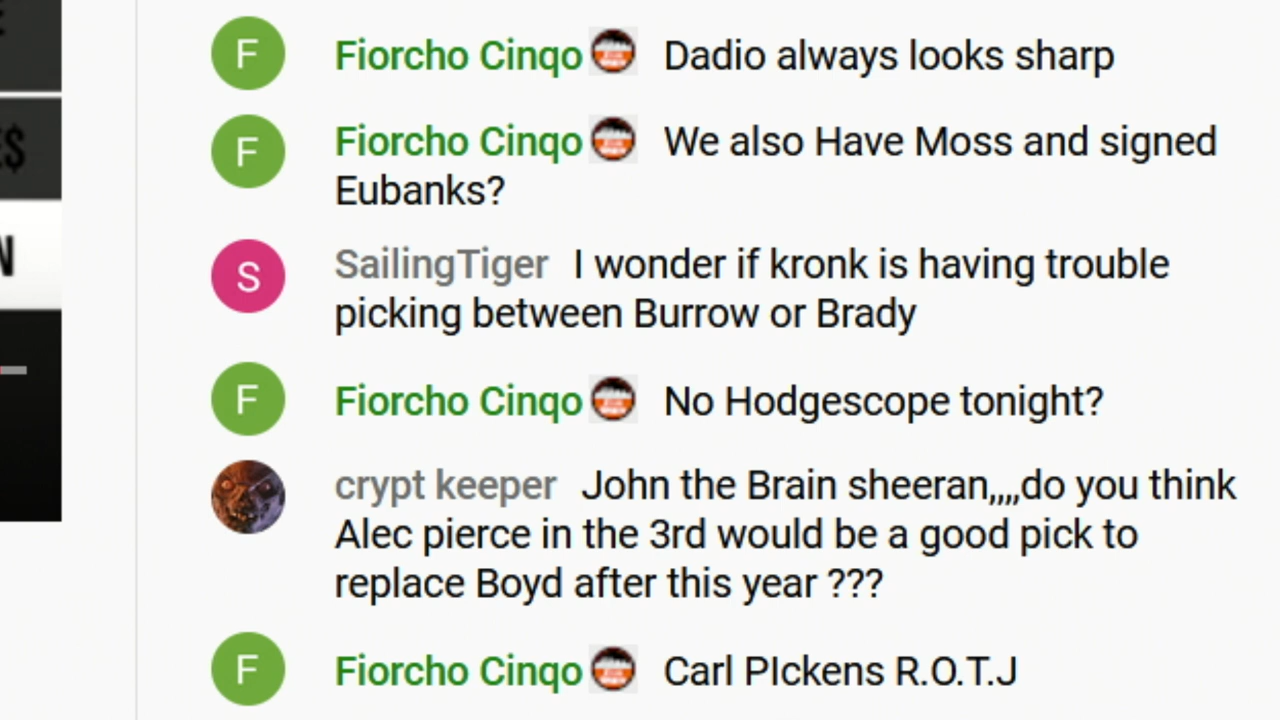 F Fiorcho Cinqo Dadio always looks sharp
F Fiorcho Cinqo We also Have Moss and signed
Eubanks?
S SailingTiger I wonder if kronk is having trouble
picking between Burrow or Brady
F Fiorcho Cinqo No Hodgescope tonight?
crypt keeper John the Brain sheeran,,,,do you think
Alec pierce in the 3rd would be a good pick to
replace Boyd after this year ???
F Fiorcho Cinqo Carl PIckens R.O.T.J